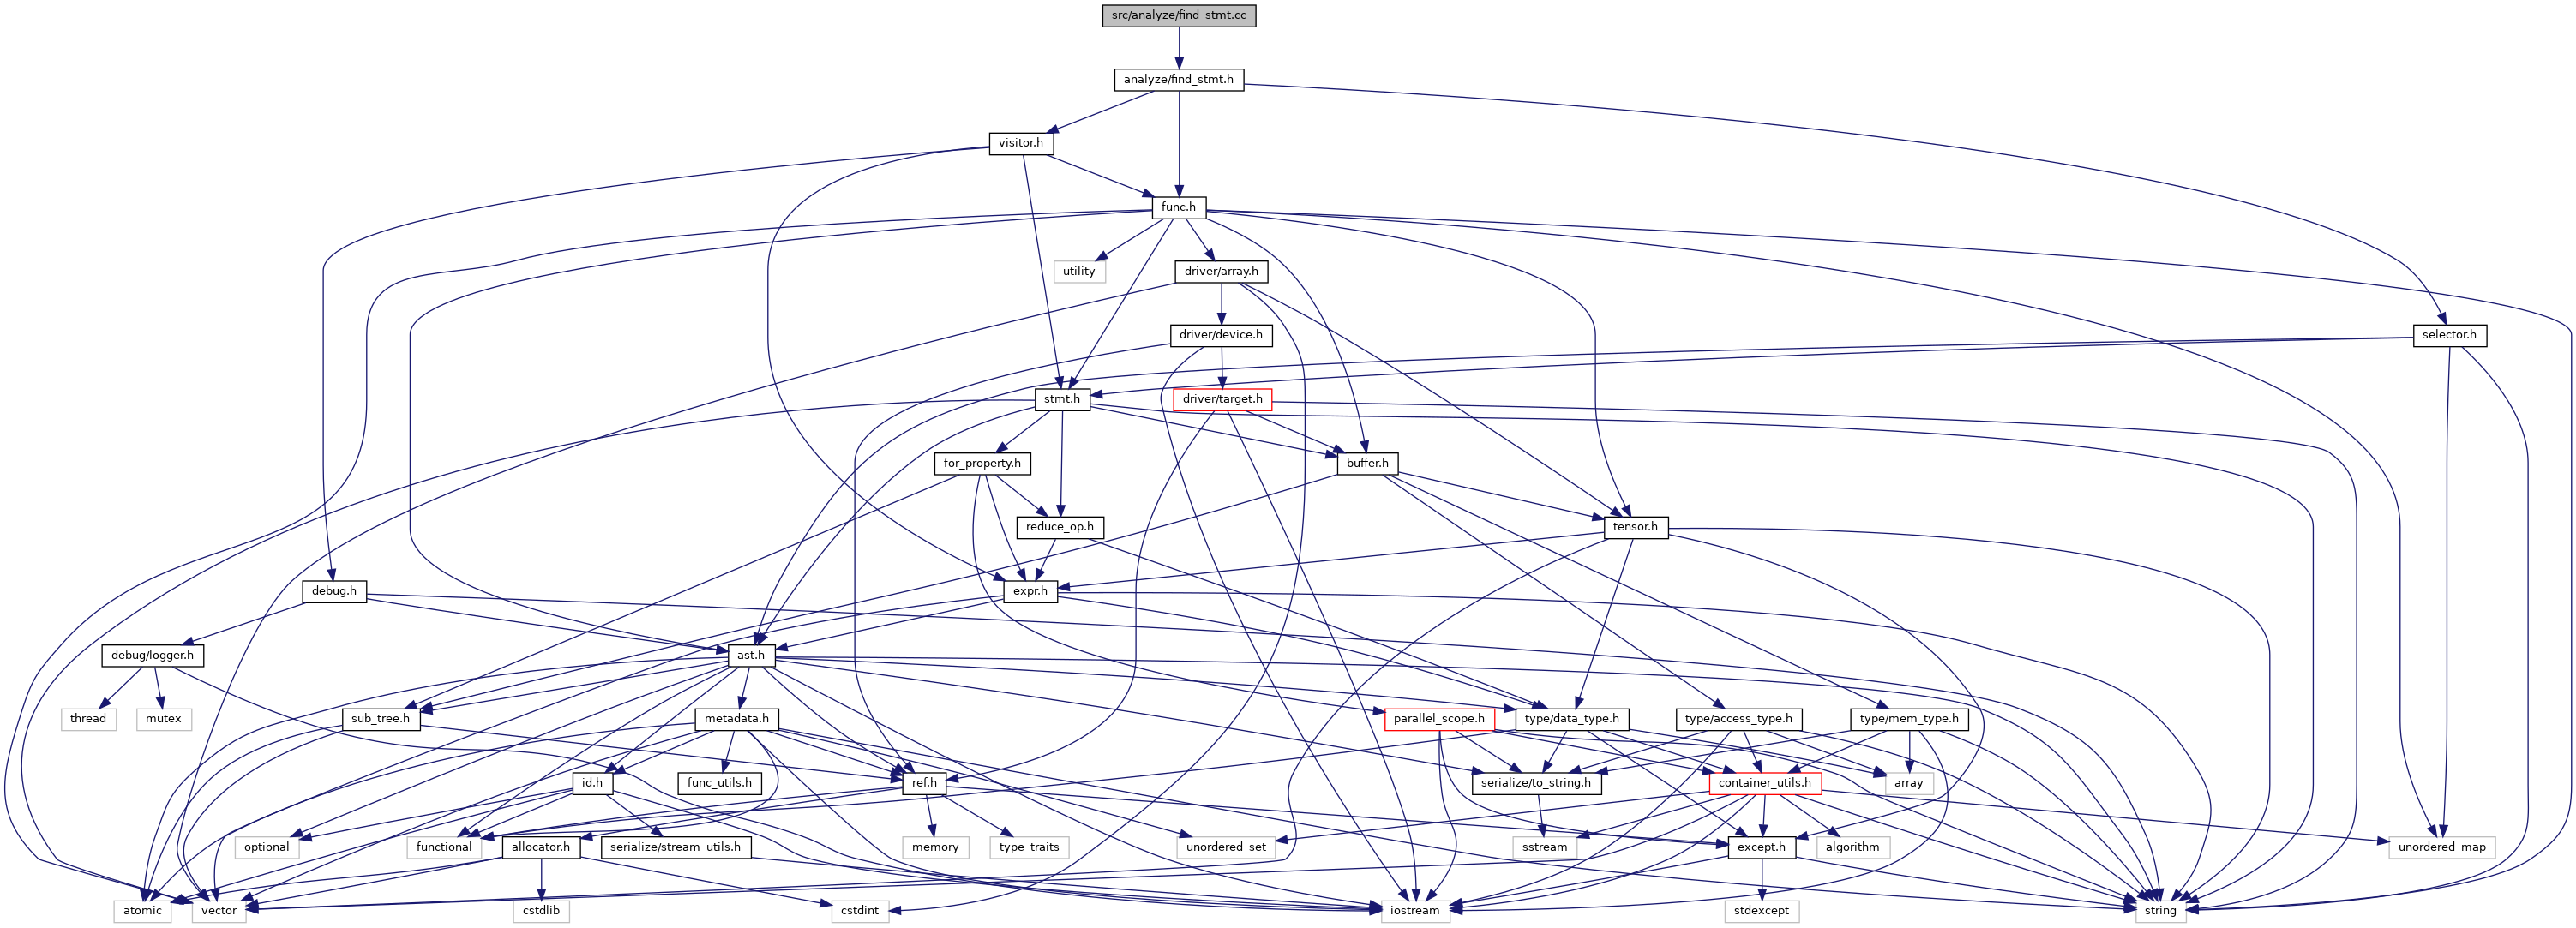 src/analyze/find_stmt.cc
analyze/find_stmt.h
visitor.h
func.h
utility
driver/array.h
driver/device.h
selector.h
stmt.h
driver/target.h
for_property.h
buffer.h
reduce_op.h
tensor.h
debug.h
expr.h
debug/logger.h
ast.h
thread
mutex
sub_tree.h
metadata.h
parallel_scope.h
type/data_type.h
type/access_type.h
type/mem_type.h
id.h
func_utils.h
ref.h
serialize/to_string.h
container_utils.h
array
optional
functional
allocator.h
serialize/stream_utils.h
memory
type_traits
unordered_set
sstream
except.h
algorithm
unordered_map
atomic
vector
cstdlib
cstdint
iostream
stdexcept
string